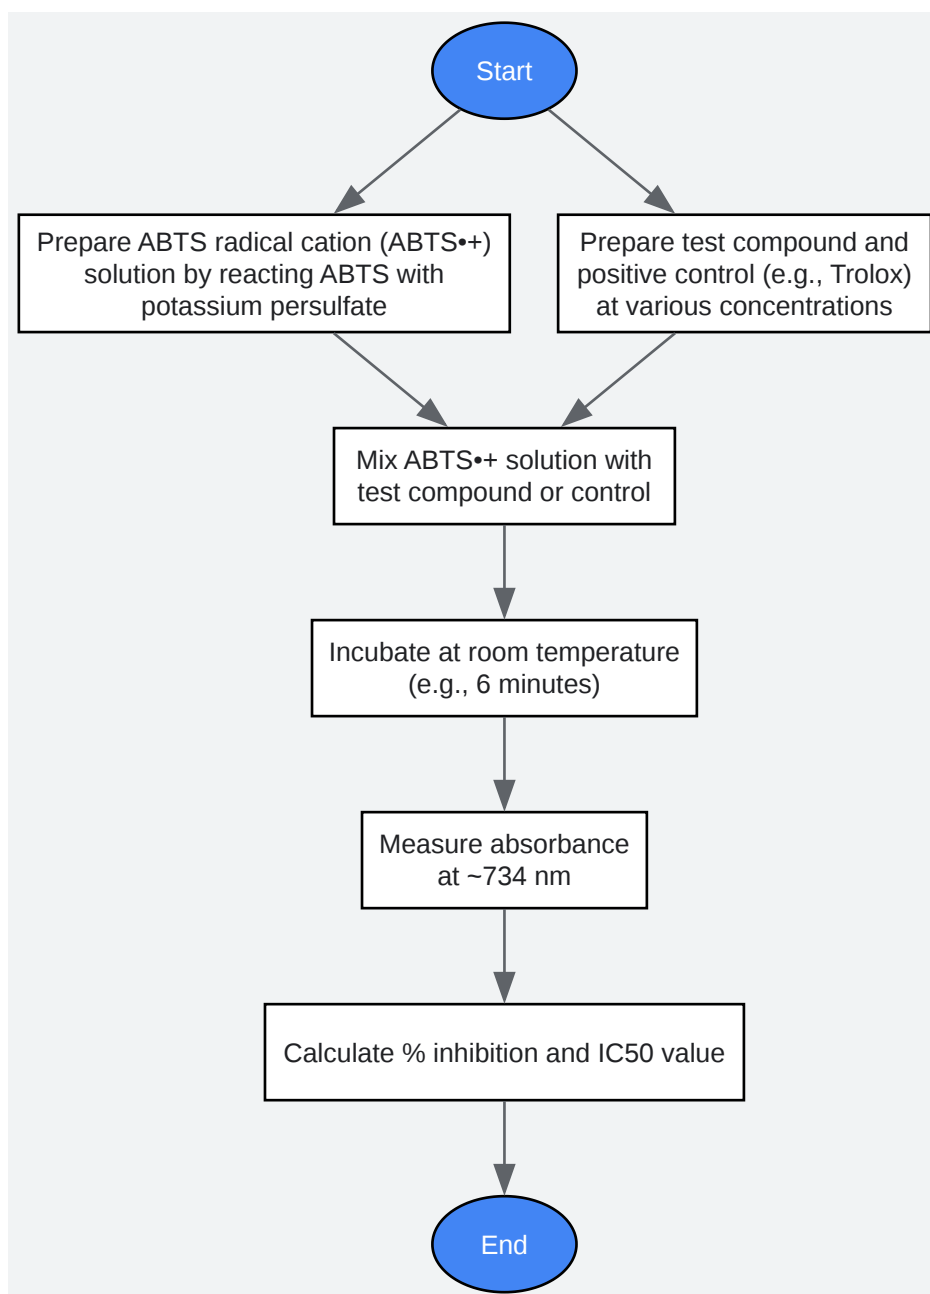 Start
Prepare ABTS radical cation (ABTS•+)
solution by reacting ABTS with
potassium persulfate
Prepare test compound and
positive control (e.g., Trolox)
at various concentrations
Mix ABTS•+ solution with
test compound or control
Incubate at room temperature
(e.g., 6 minutes)
Measure absorbance
at ~734 nm
Calculate % inhibition and IC50 value
End